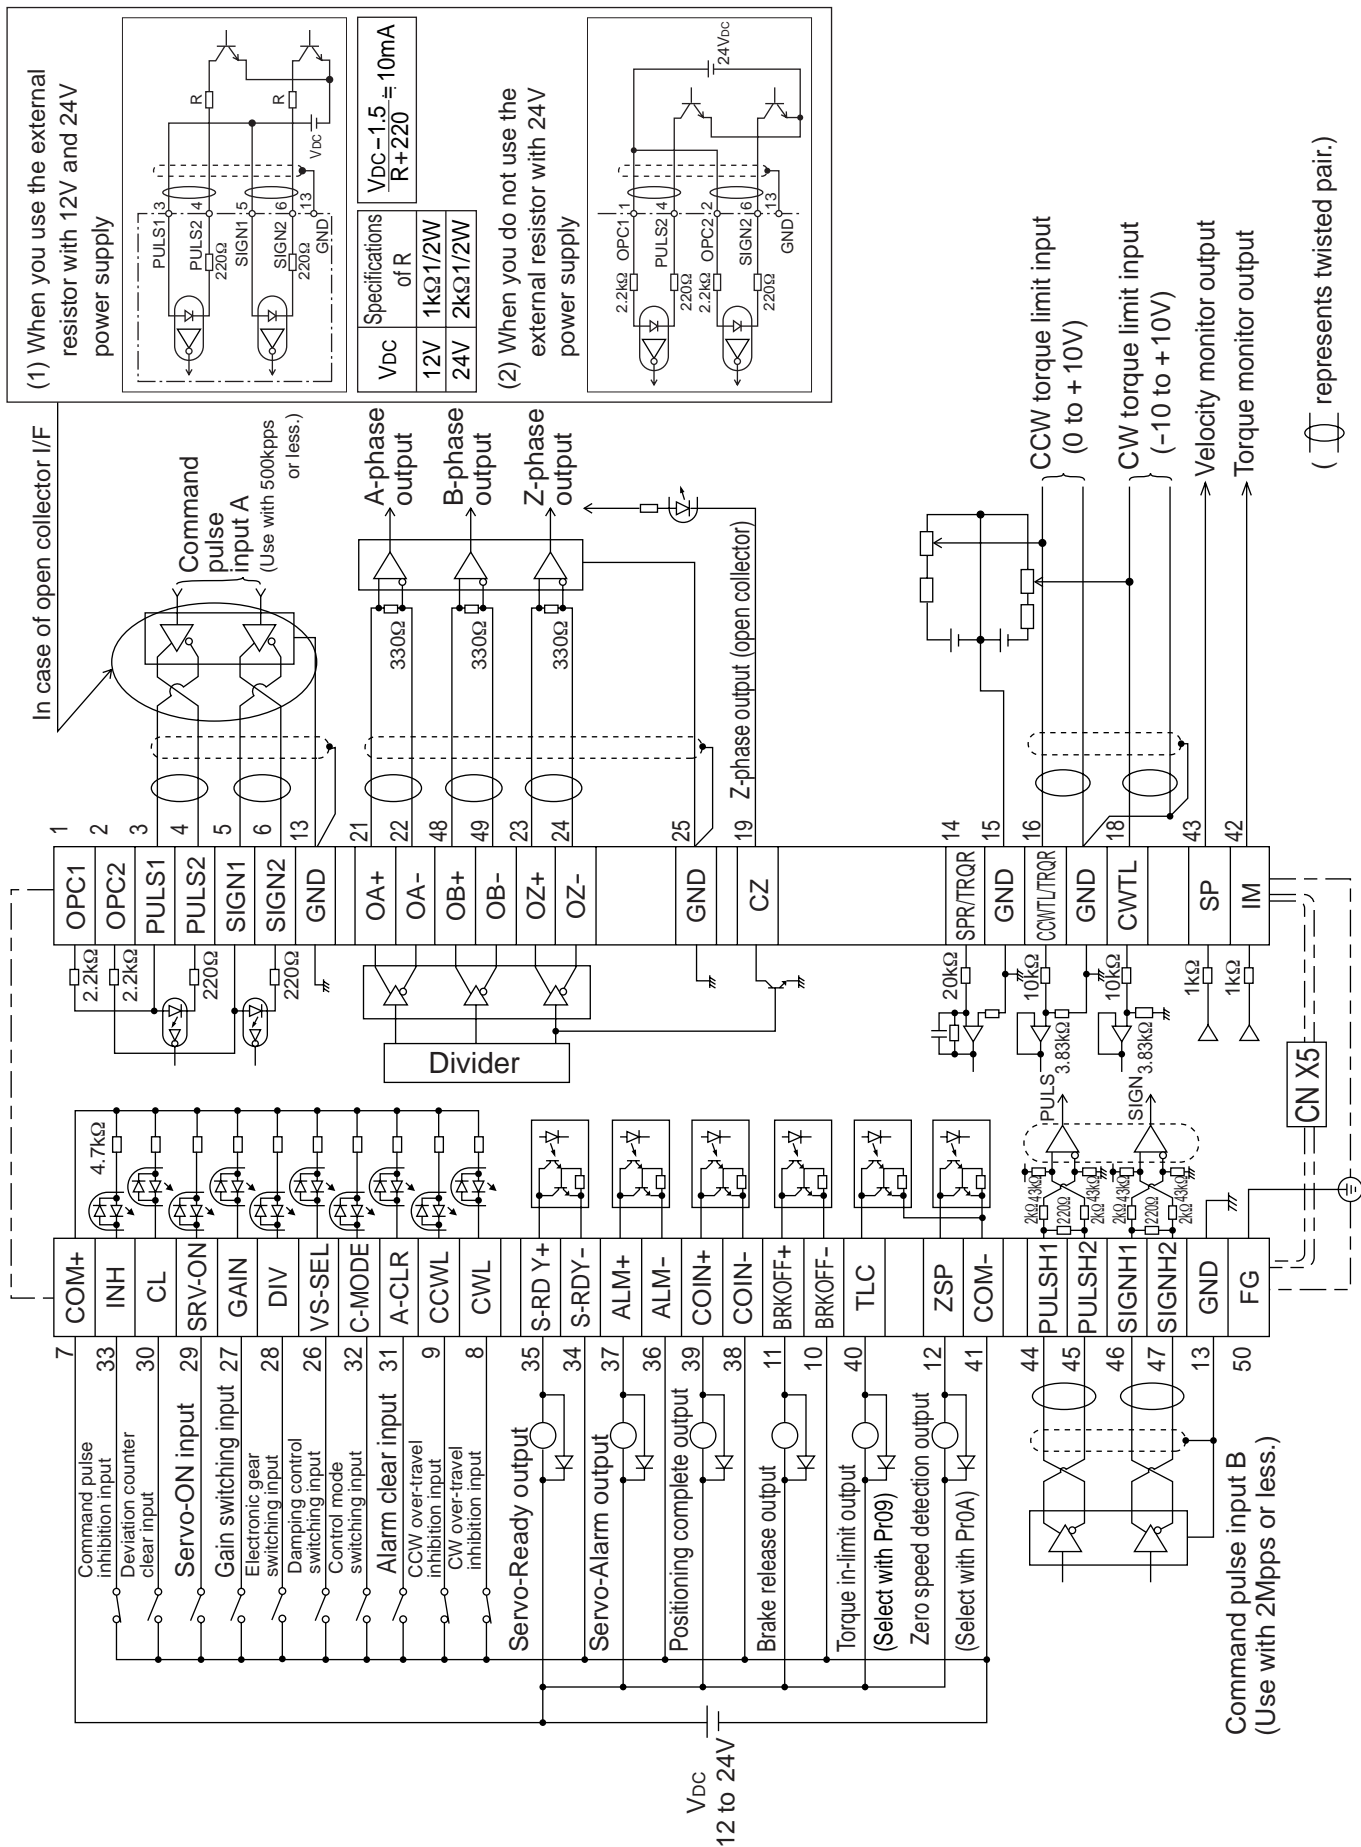 In case of open collector I/F
(1) When you use the external
resistor with 12V and 24V
power supply
PULS1 3
PULS2 4
220Ω
SIGN1 5
SIGN2 6
220Ω
13
GND
R
R
VDC
VDC Specifications
of R
12V 1kΩ1/2W
24V 2kΩ1/2W
VDC−1.5
R+220
≒ 10mA
(2) When you do not use the
external resistor with 24V
power supply
OPC1 1
2.2kΩ
PULS2 4
220Ω
OPC2 2
2.2kΩ
SIGN2 6
220Ω
13
GND
24VDC
Command
pulse
input A
(Use with 500kpps
or less.)
A-phase
output
B-phase
output
Z-phase
output
330Ω
330Ω
330Ω
Z-phase output (open collector)
CCW torque limit input
(0 to +10V)
CW torque limit input
(−10 to +10V)
Velocity monitor output
Torque monitor output
( represents twisted pair.)
OPC1 1
OPC2 2
PULS1 3
PULS2 4
SIGN1 5
SIGN2 6
GND 13
OA+ 21
OA- 22
OB+ 48
OB- 49
OZ+ 23
OZ- 24
GND 25
CZ 19
SPR/TRQR 14
GND 15
CCWTL/TRQR 16
GND
CWTL 18
SP 43
IM 42
2.2kΩ
2.2kΩ
220Ω
220Ω
Divider
20kΩ
10kΩ
3.83kΩ
10kΩ
3.83kΩ
1kΩ
1kΩ
CN X5
4.7kΩ
PULS
SIGN
2kΩ 43kΩ
220Ω
2kΩ 43kΩ
2kΩ 43kΩ
220Ω
2kΩ 43kΩ
7 COM+
33 INH
30 CL
29 SRV-ON
27 GAIN
28 DIV
26 VS-SEL
32 C-MODE
31 A-CLR
9 CCWL
8 CWL
35 S-RD Y+
34 S-RDY-
37 ALM+
36 ALM-
39 COIN+
38 COIN-
11 BRKOFF+
10 BRKOFF-
40 TLC
12 ZSP
41 COM-
44 PULSH1
45 PULSH2
46 SIGNH1
47 SIGNH2
13 GND
50 FG
Command pulse
inhibition input
Deviation counter
clear input
Servo-ON input
Gain switching input
Electronic gear
switching input
Damping control
switching input
Control mode
switching input
Alarm clear input
CCW over-travel
inhibition input
CW over-travel
inhibition input
Servo-Ready output
Servo-Alarm output
Positioning complete output
Brake release output
Torque in-limit output
(Select with Pr09)
Zero speed detection output
(Select with Pr0A)
VDC
12 to 24V
Command pulse input B
(Use with 2Mpps or less.)